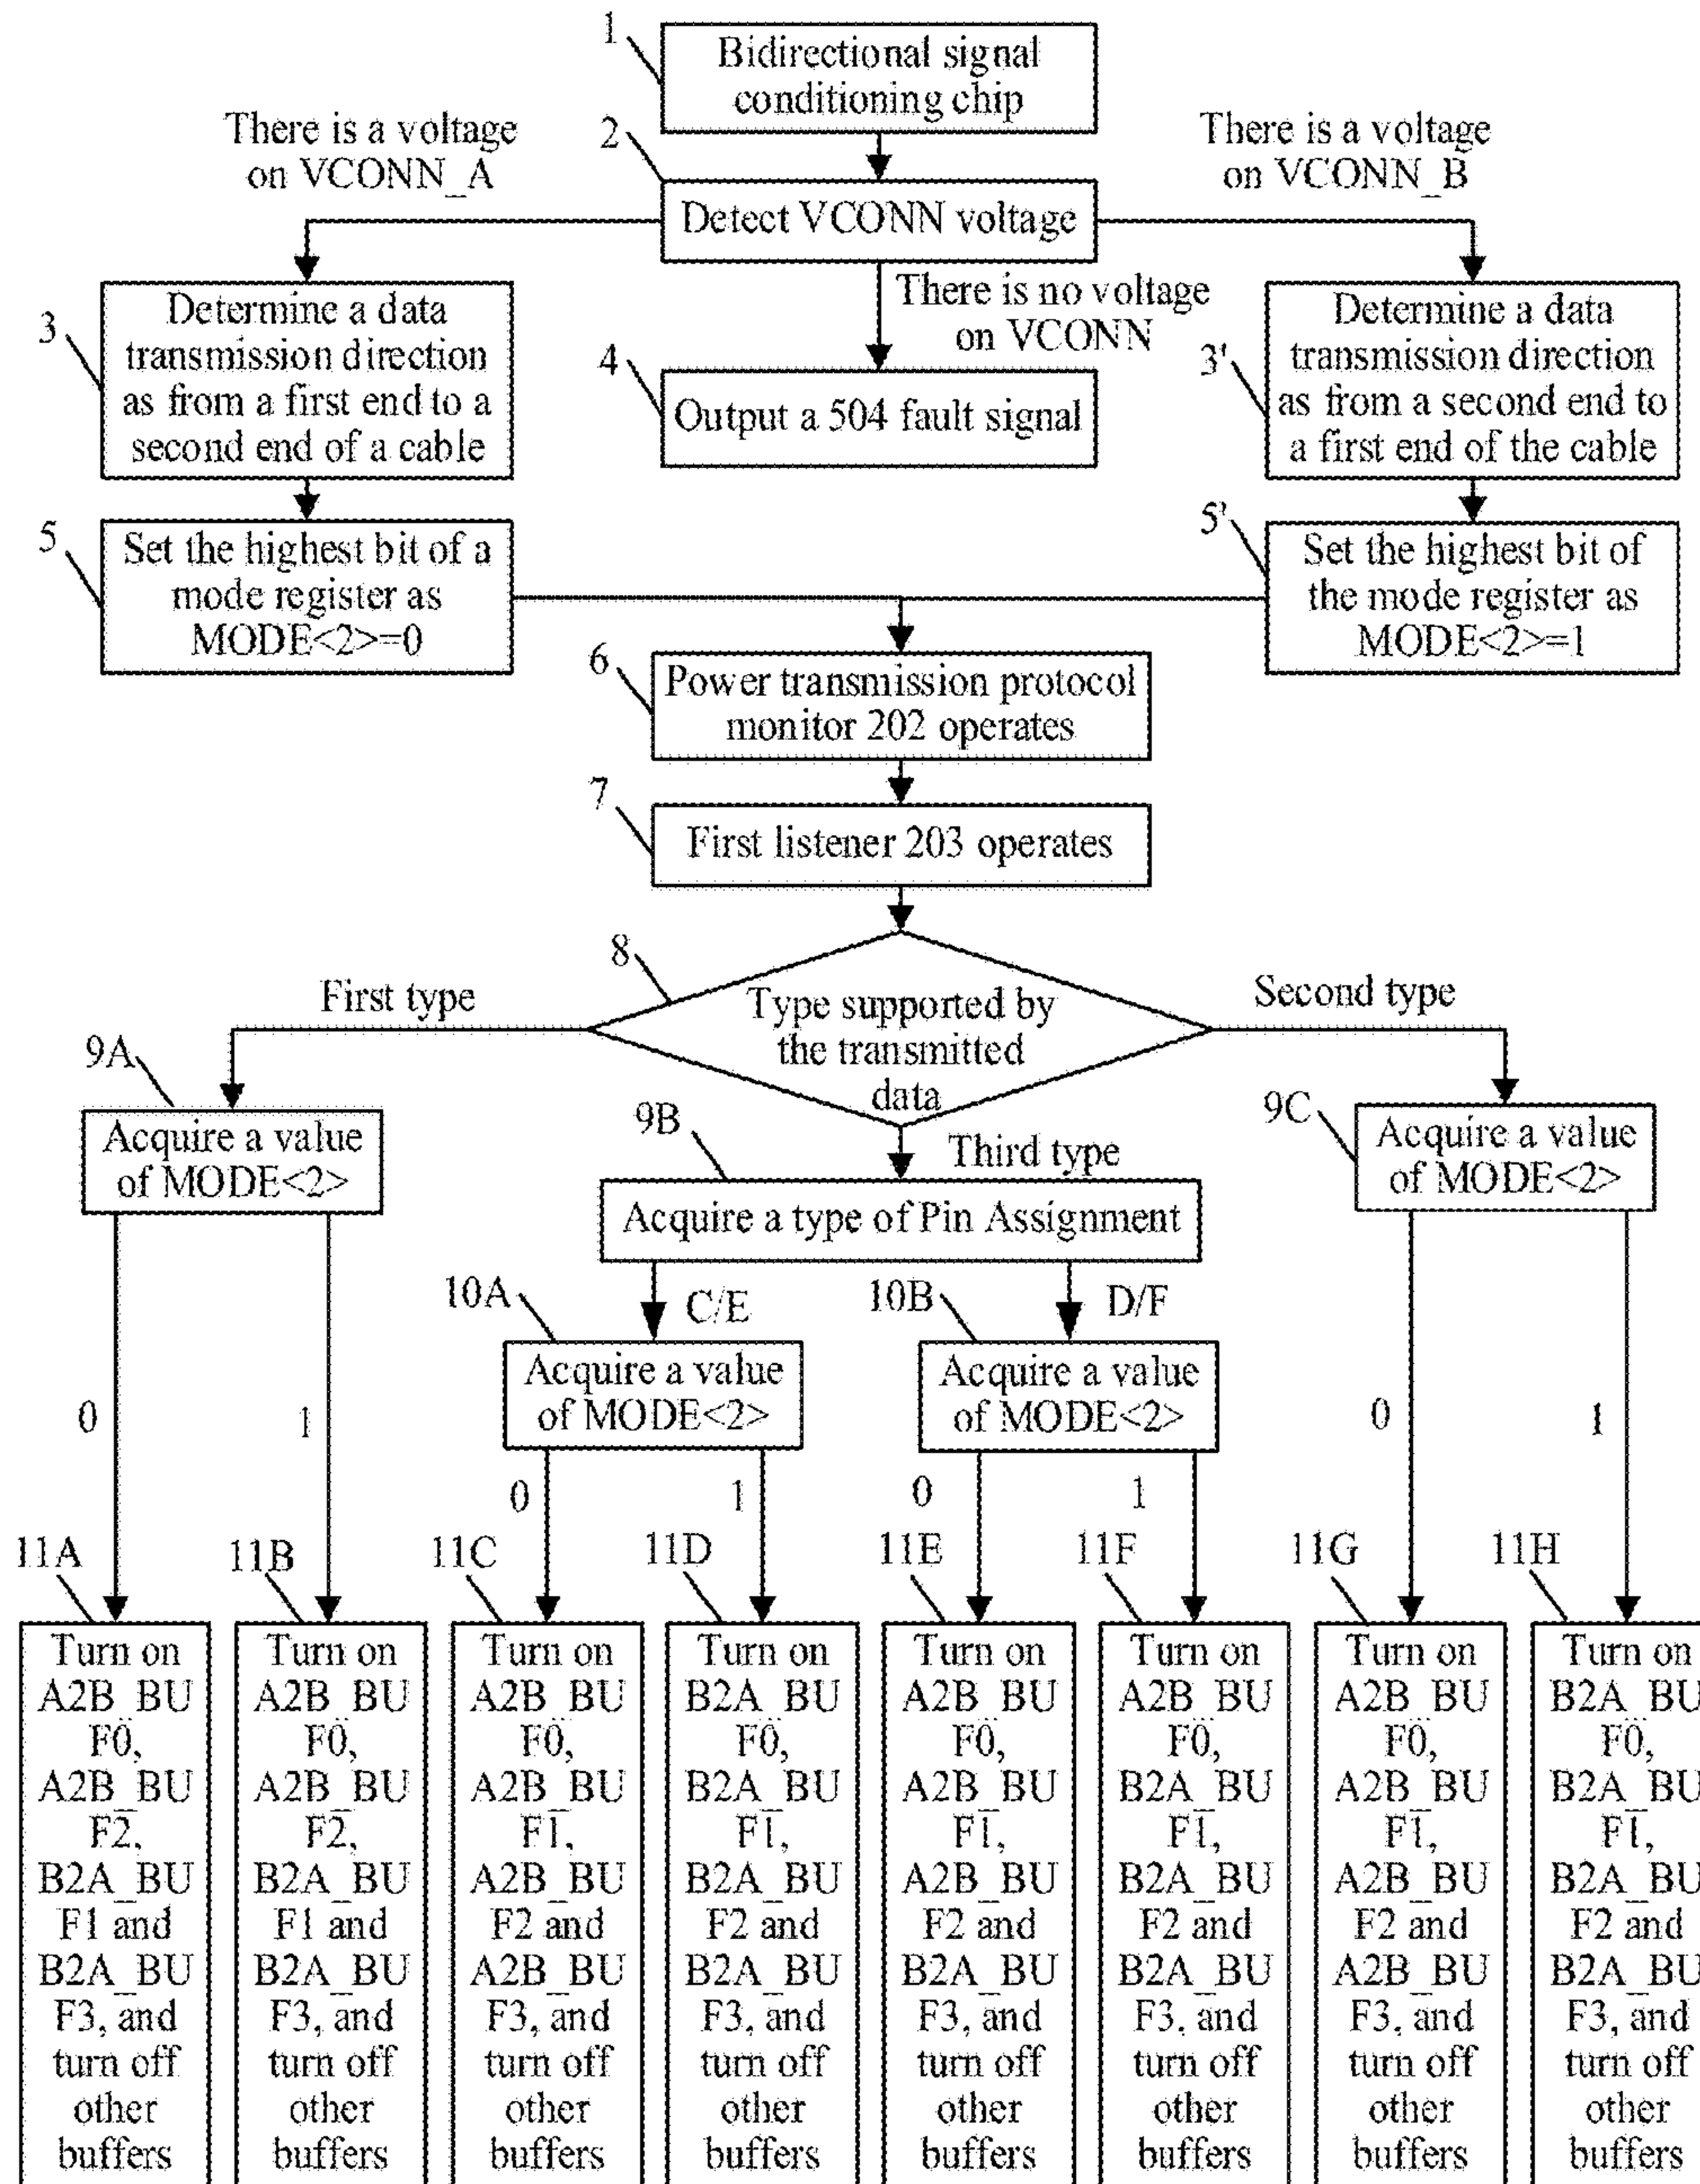 1
Bidirectional signal
conditioning chip
There is a voltage
on VCONN_A
2
There is a voltage
on VCONN_B
Detect VCONN voltage
There is no voltage
on VCONN
3
Determine a data
transmission direction
as from a first end to a
second end of a cable
4
Output a 504 fault signal
3'
Determine a data
transmission direction
as from a second end to
a first end of the cable
5
Set the highest bit of a
mode register as
MODE<2>=0
5'
Set the highest bit of
the mode register as
MODE<2>=1
6
Power transmission protocol
monitor 202 operates
7
First listener 203 operates
8
Type supported by
the transmitted
data
First type
Second type
Third type
9A
Acquire a value
of MODE<2>
9B
Acquire a type of Pin Assignment
9C
Acquire a value
of MODE<2>
10A
C/E
Acquire a value
of MODE<2>
10B
D/F
Acquire a value
of MODE<2>
0
1
0
1
0
1
0
1
11A
Turn on
A2B_BU
F0,
A2B_BU
F2,
B2A_BU
F1 and
B2A_BU
F3, and
turn off
other
buffers
11B
Turn on
A2B_BU
F0,
A2B_BU
F2,
B2A_BU
F1 and
B2A_BU
F3, and
turn off
other
buffers
11C
Turn on
A2B_BU
F0,
A2B_BU
F1,
A2B_BU
F2 and
A2B_BU
F3, and
turn off
other
buffers
11D
Turn on
B2A_BU
F0,
B2A_BU
F1,
B2A_BU
F2 and
B2A_BU
F3, and
turn off
other
buffers
11E
Turn on
A2B_BU
F0,
A2B_BU
F1,
A2B_BU
F2 and
B2A_BU
F3, and
turn off
other
buffers
11F
Turn on
A2B_BU
F0,
B2A_BU
F1,
B2A_BU
F2 and
B2A_BU
F3, and
turn off
other
buffers
11G
Turn on
A2B_BU
F0,
A2B_BU
F1,
A2B_BU
F2 and
A2B_BU
F3, and
turn off
other
buffers
11H
Turn on
B2A_BU
F0,
B2A_BU
F1,
B2A_BU
F2 and
B2A_BU
F3, and
turn off
other
buffers